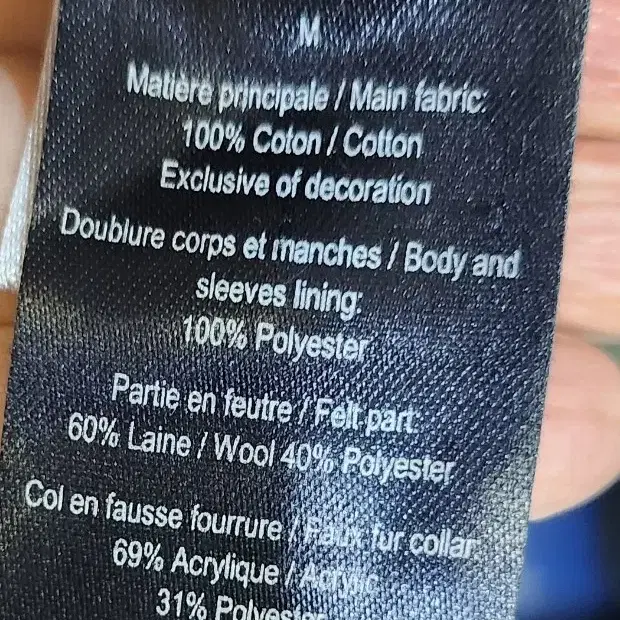 M
Matière principale / Main fabric:
100% Coton / Cotton
Exclusive of decoration
Doublure corps et manches / Body and
sleeves lining:
100% Polyester
Partie en feutre / Felt part:
60% Laine / Wool 40% Polyester
Col en fausse fourrure / Faux fur collar
69% Acrylique / Acrylic
31% Polyester